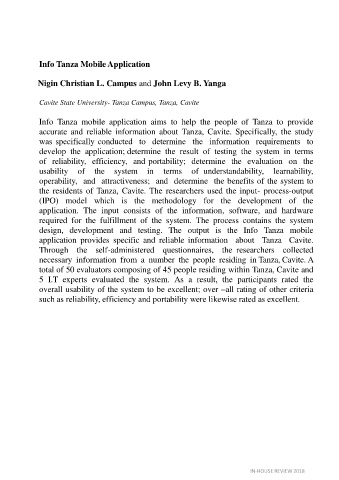 Info Tanza Mobile Application
Nigin Christian L. Campus and John Levy B. Yanga
Cavite State University- Tanza Campus, Tanza, Cavite
Info Tanza mobile application aims to help the people of Tanza to provide
accurate and reliable information about Tanza, Cavite. Specifically, the study
was specifically conducted to determine the information requirements to
develop the application; determine the result of testing the system in terms
of reliability, efficiency, and portability; determine the evaluation on the
usability of the system in terms of understandability, learnability,
operability, and attractiveness; and determine the benefits of the system to
the residents of Tanza, Cavite. The researchers used the input- process-output
(IPO) model which is the methodology for the development of the
application. The input consists of the information, software, and hardware
required for the fulfillment of the system. The process contains the system
design, development and testing. The output is the Info Tanza mobile
application provides specific and reliable information about Tanza Cavite.
Through the self-administered questionnaires, the researchers collected
necessary information from a number the people residing in Tanza, Cavite. A
total of 50 evaluators composing of 45 people residing within Tanza, Cavite and
5 I.T experts evaluated the system. As a result, the participants rated the
overall usability of the system to be excellent; over –all rating of other criteria
such as reliability, efficiency and portability were likewise rated as excellent.
IN-HOUSE REVIEW 2018